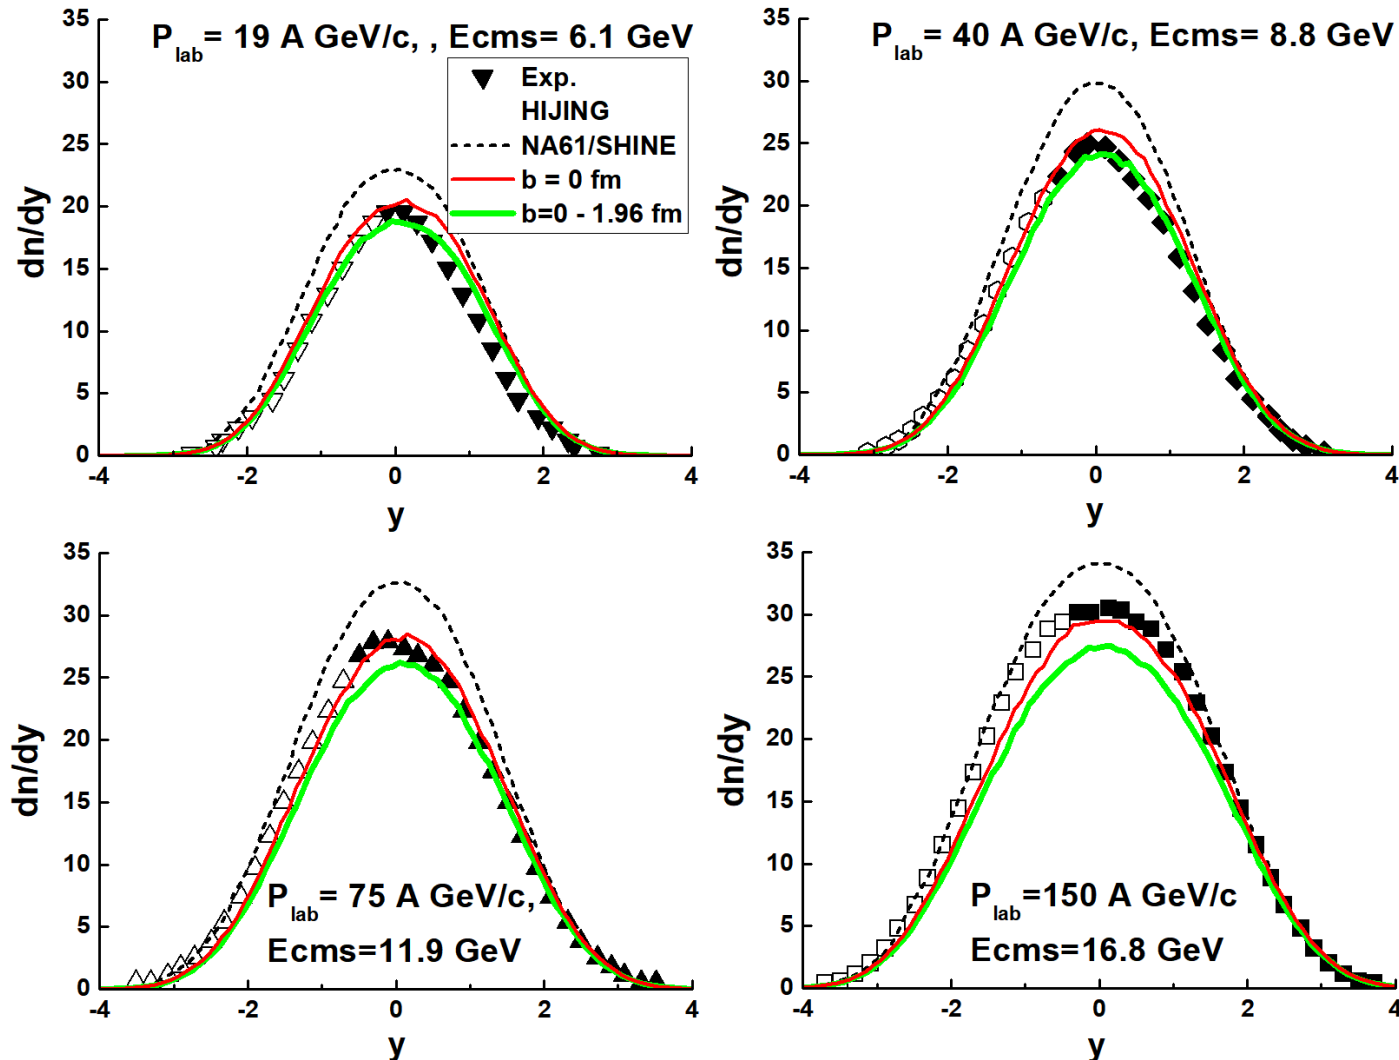 P_lab= 19 A GeV/c, , Ecms= 6.1 GeV
Exp.
HIJING
NA61/SHINE
b = 0 fm
b=0 - 1.96 fm
dn/dy
35
30
25
20
15
10
5
0
-4
-2
0
2
4
y
P_lab= 40 A GeV/c, Ecms= 8.8 GeV
dn/dy
35
30
25
20
15
10
5
0
-4
-2
0
2
4
y
dn/dy
35
30
25
20
15
10
5
0
P_lab= 75 A GeV/c,
Ecms=11.9 GeV
-4
-2
0
2
4
y
dn/dy
35
30
25
20
15
10
5
0
P_lab=150 A GeV/c
Ecms=16.8 GeV
-4
-2
0
2
4
y